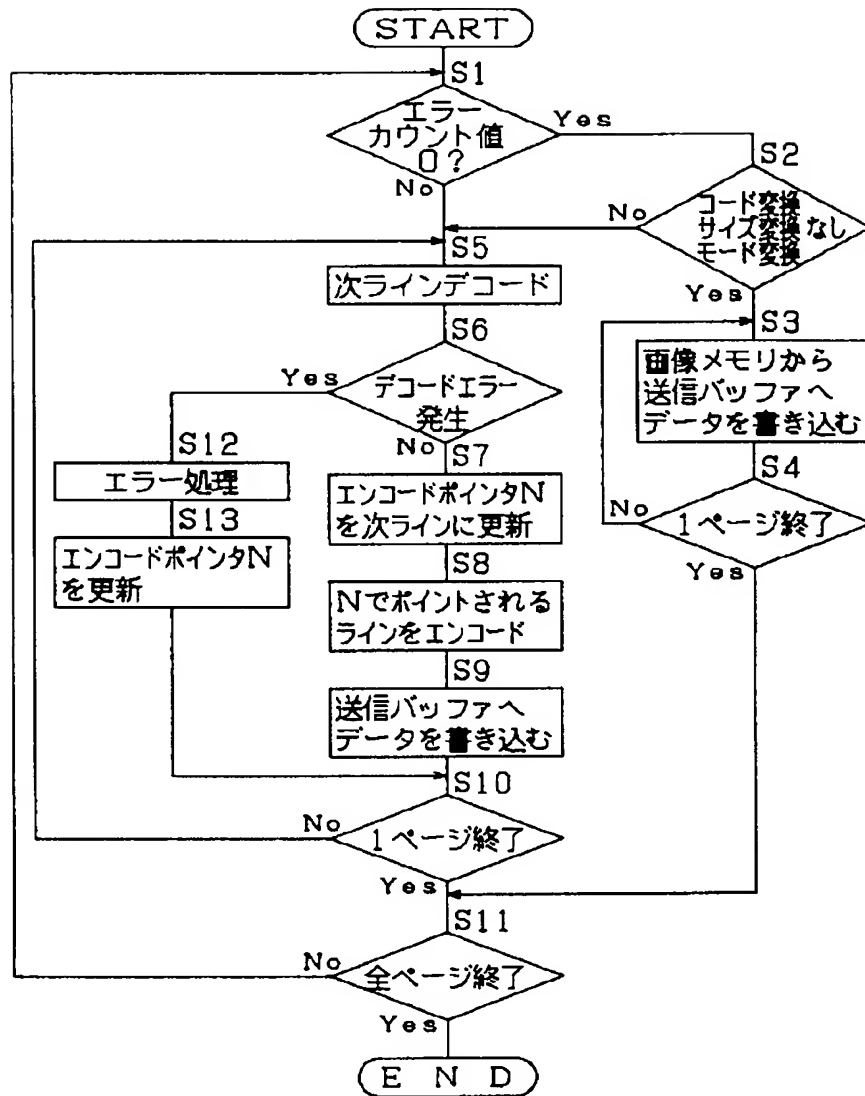 START
S1
エラー
カウント値
0?
Yes
No
S2
コード変換
サイズ変換 なし
モード変換
No
Yes
S3
画像メモリから
送信バッファへ
データを書き込む
S4
1ページ終了
No
Yes
S5
次ラインデコード
S6
デコードエラー
発生
Yes
No
S12
エラー処理
S13
エンコードポインタN
を更新
S7
エンコードポインタN
を次ラインに更新
S8
Nでポイントされる
ラインをエンコード
S9
送信バッファへ
データを書き込む
S10
1ページ終了
No
Yes
S11
全ページ終了
No
Yes
END